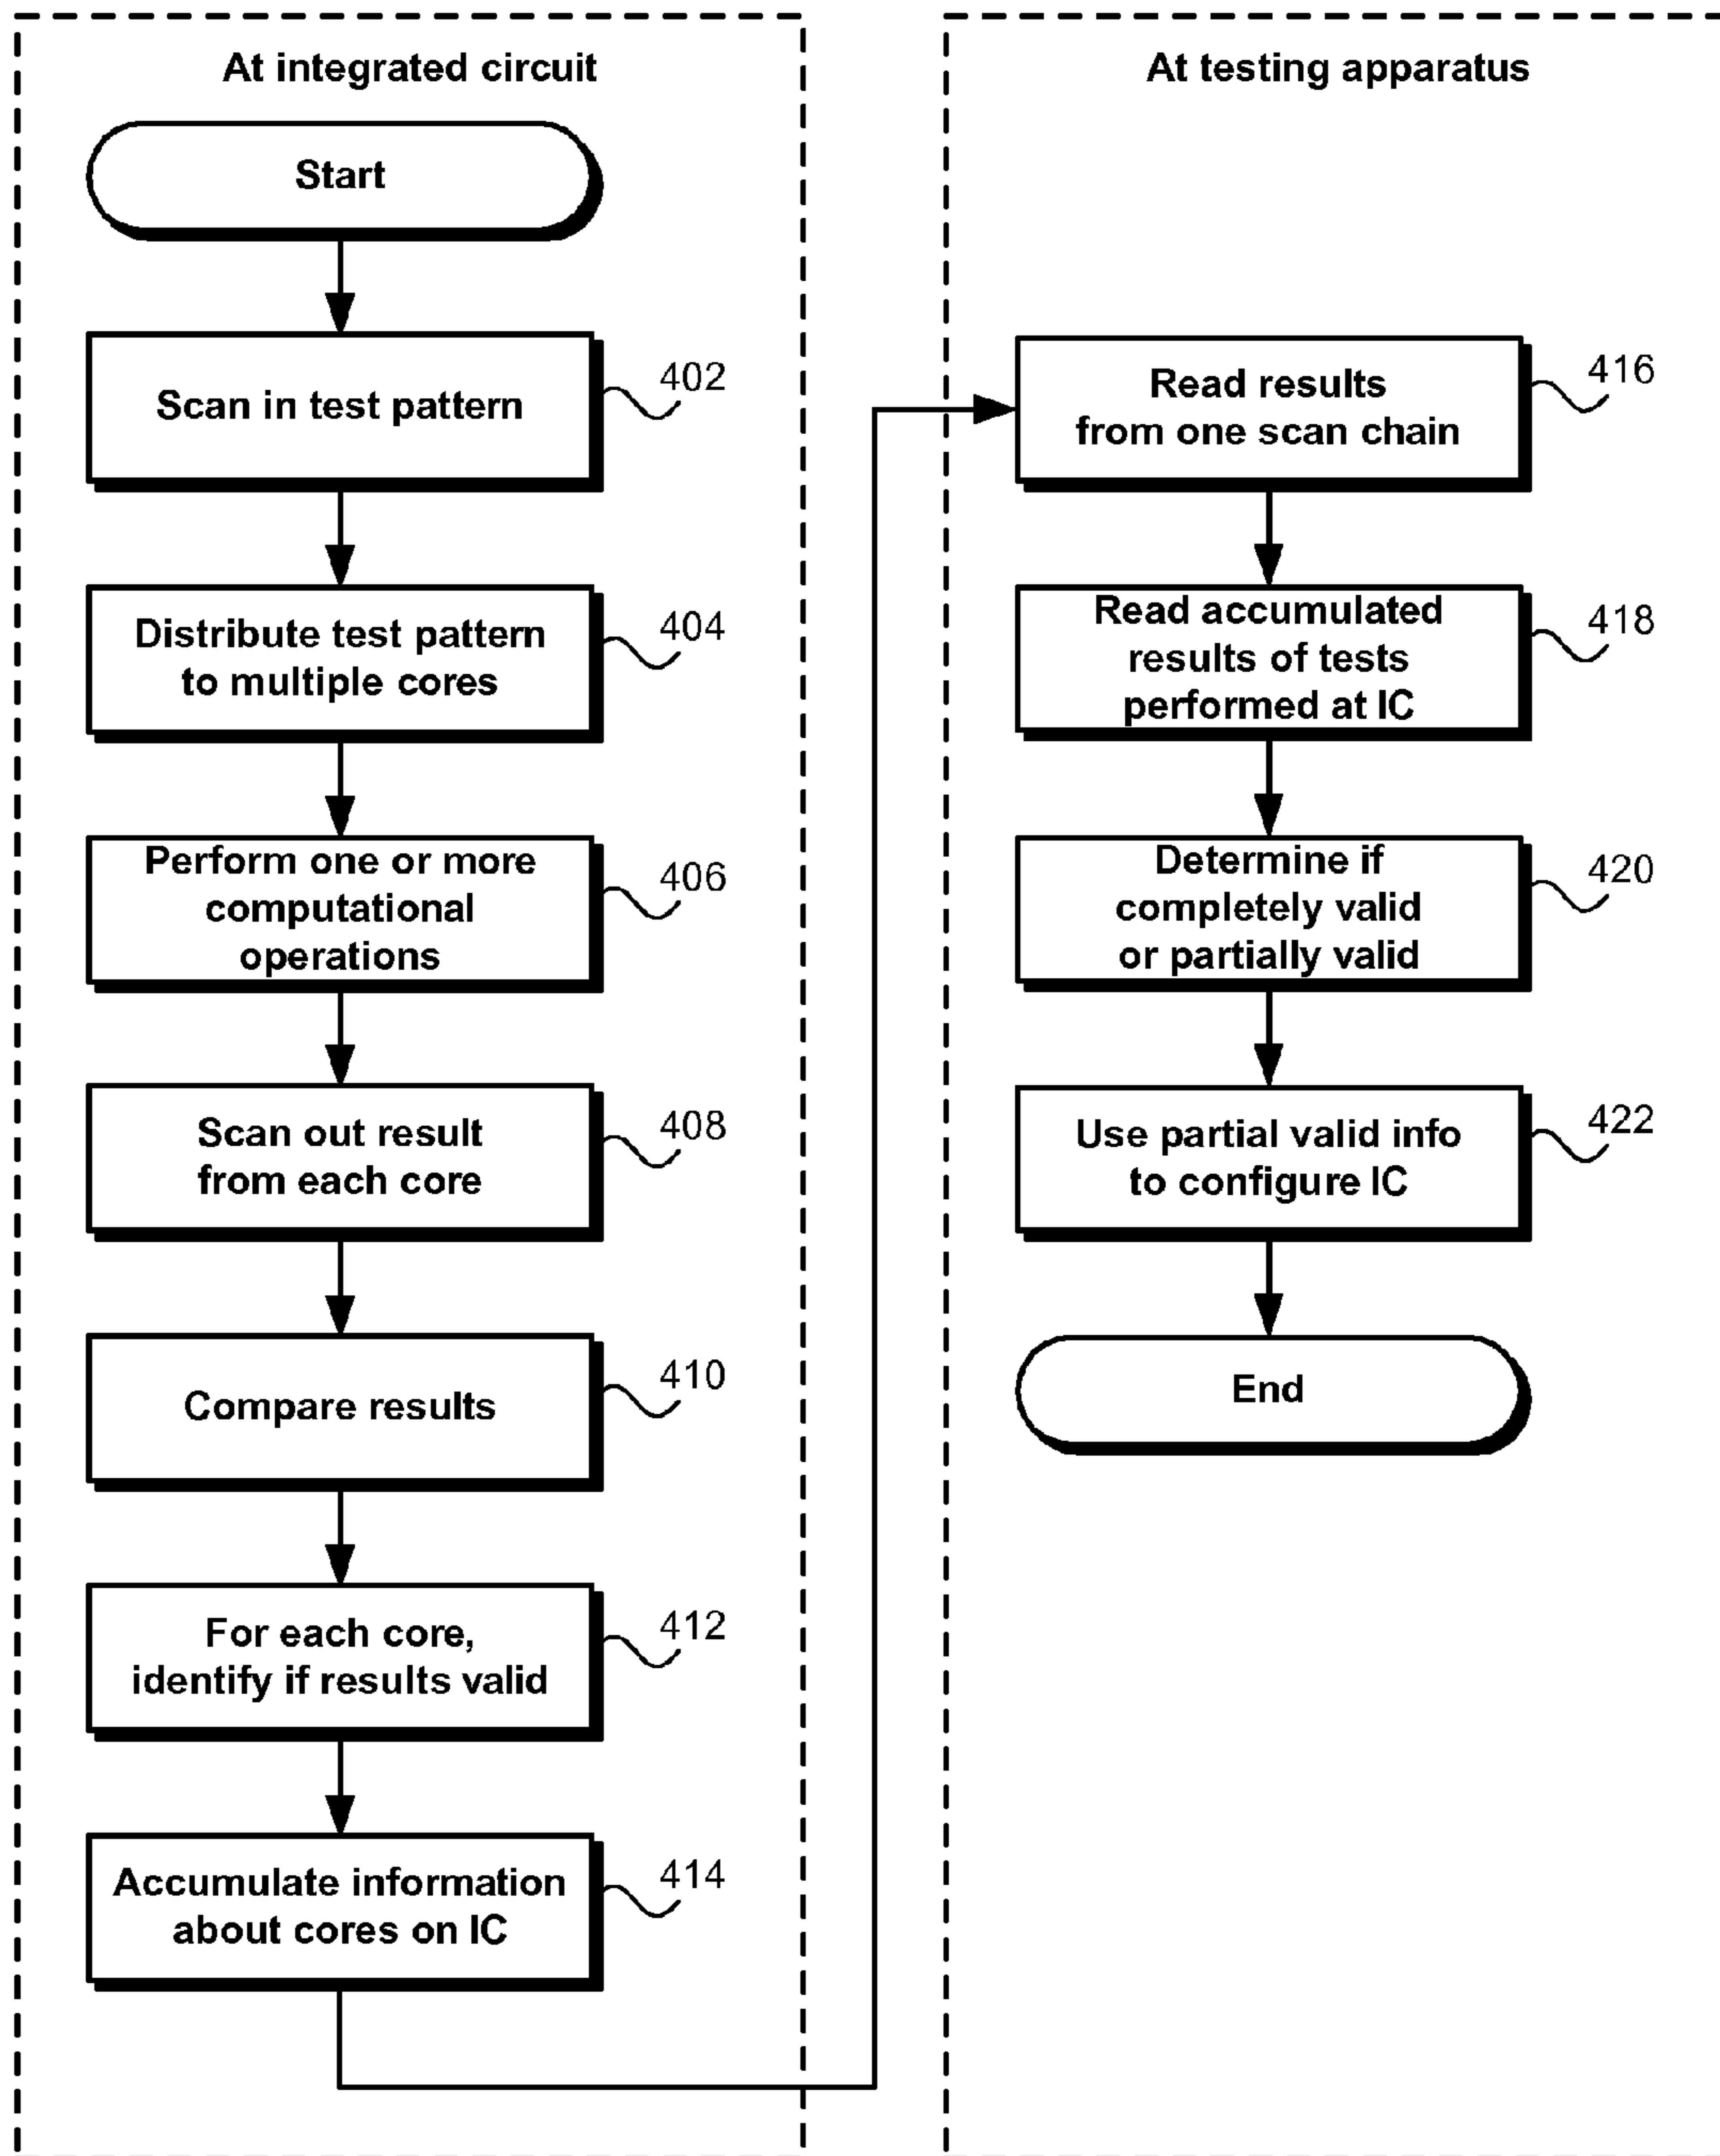 At integrated circuit
Start
Scan in test pattern
402
Distribute test pattern
to multiple cores
404
Perform one or more
computational
operations
406
Scan out result
from each core
408
Compare results
410
For each core,
identify if results valid
412
Accumulate information
about cores on IC
414
At testing apparatus
Read results
from one scan chain
416
Read accumulated
results of tests
performed at IC
418
Determine if
completely valid
or partially valid
420
Use partial valid info
to configure IC
422
End